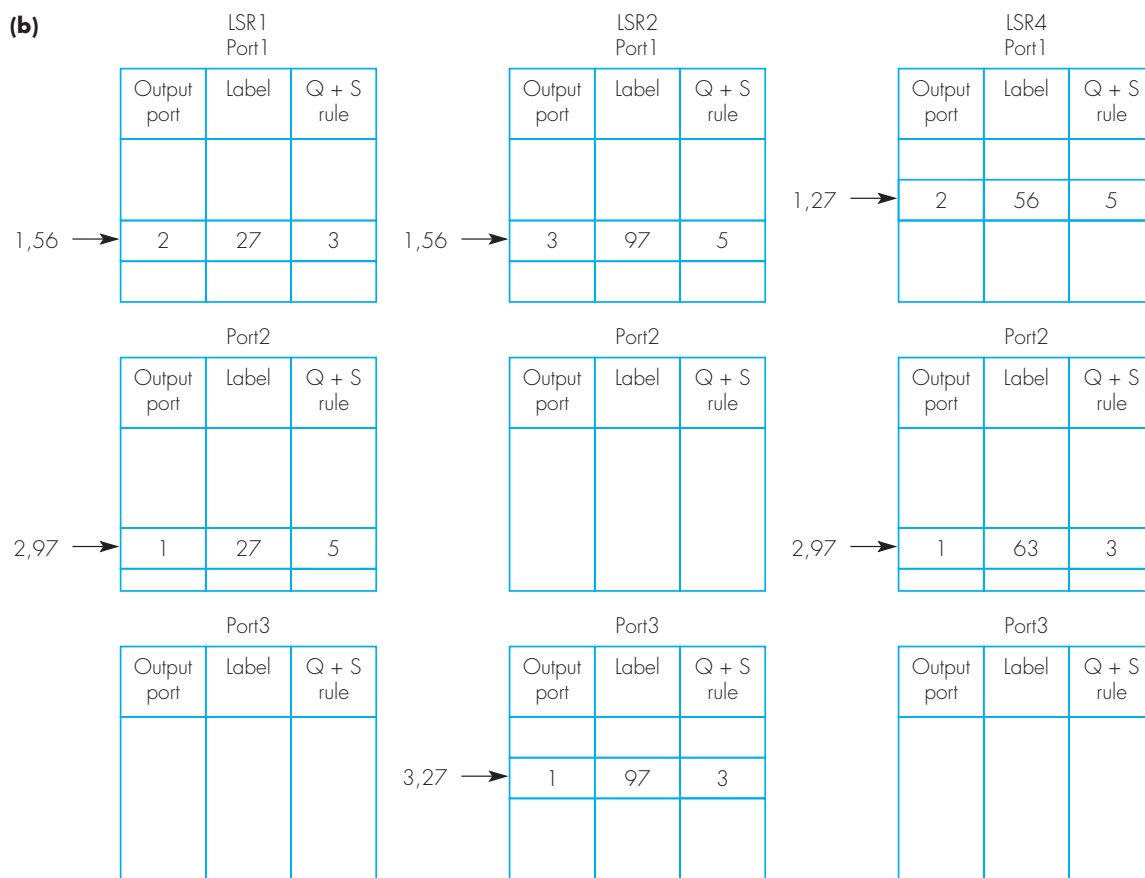 (b)
LSR1
Port1
Output port Label Q + S rule
1,56 2 27 3
LSR2
Port1
Output port Label Q + S rule
1,56 3 97 5
LSR4
Port1
Output port Label Q + S rule
1,27 2 56 5
Port2
Output port Label Q + S rule
2,97 1 27 5
Port2
Output port Label Q + S rule
Port2
Output port Label Q + S rule
2,97 1 63 3
Port3
Output port Label Q + S rule
Port3
Output port Label Q + S rule
3,27 1 97 3
Port3
Output port Label Q + S rule